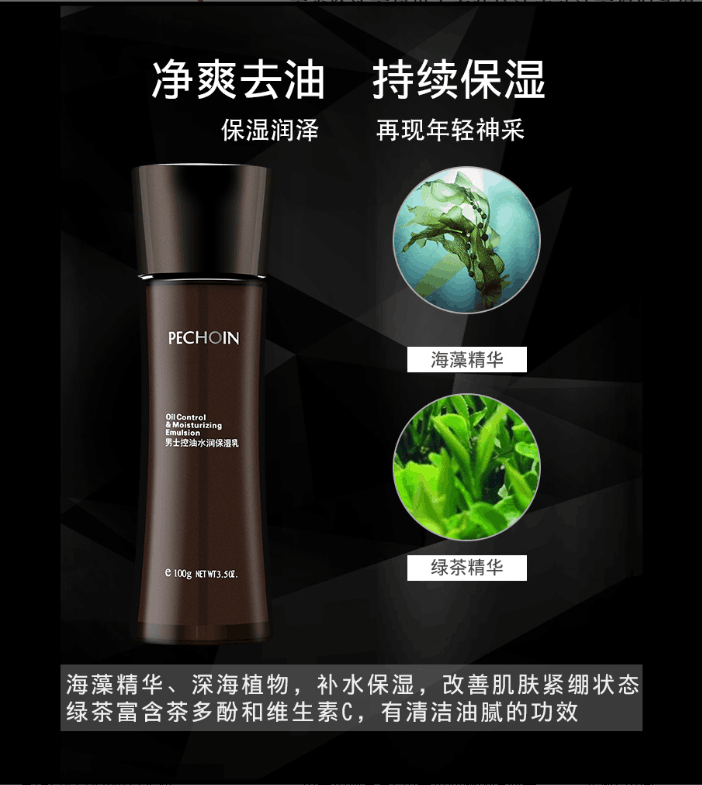 净爽去油 持续保湿
保湿润泽 再现年轻神采
海藻精华
PECHOIN
Oil Control
& Moisturizing
Emulsion
男士控油水润保湿乳
绿茶精华
e 100g NET WT3.5OZ.
海藻精华、深海植物，补水保湿，改善肌肤紧绷状态
绿茶富含茶多酚和维生素C，有清洁油腻的功效